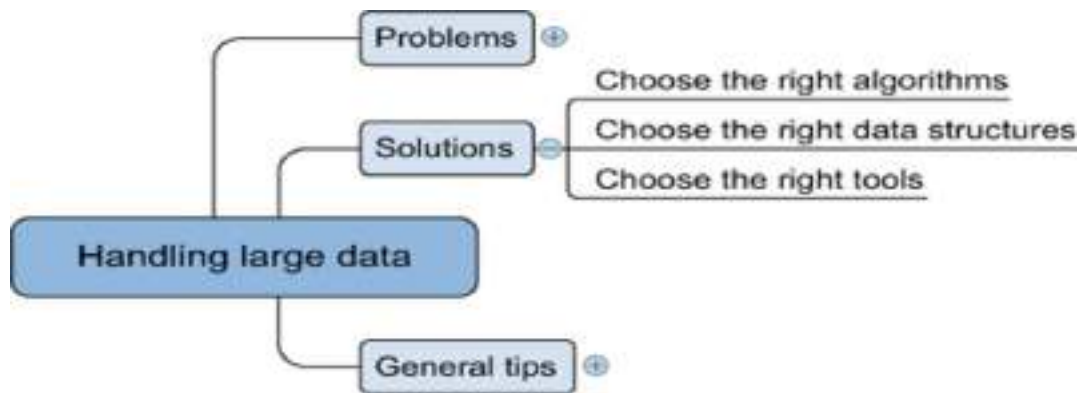 Problems
Choose the right algorithms
Solutions
Choose the right data structures
Choose the right tools
Handling large data
General tips